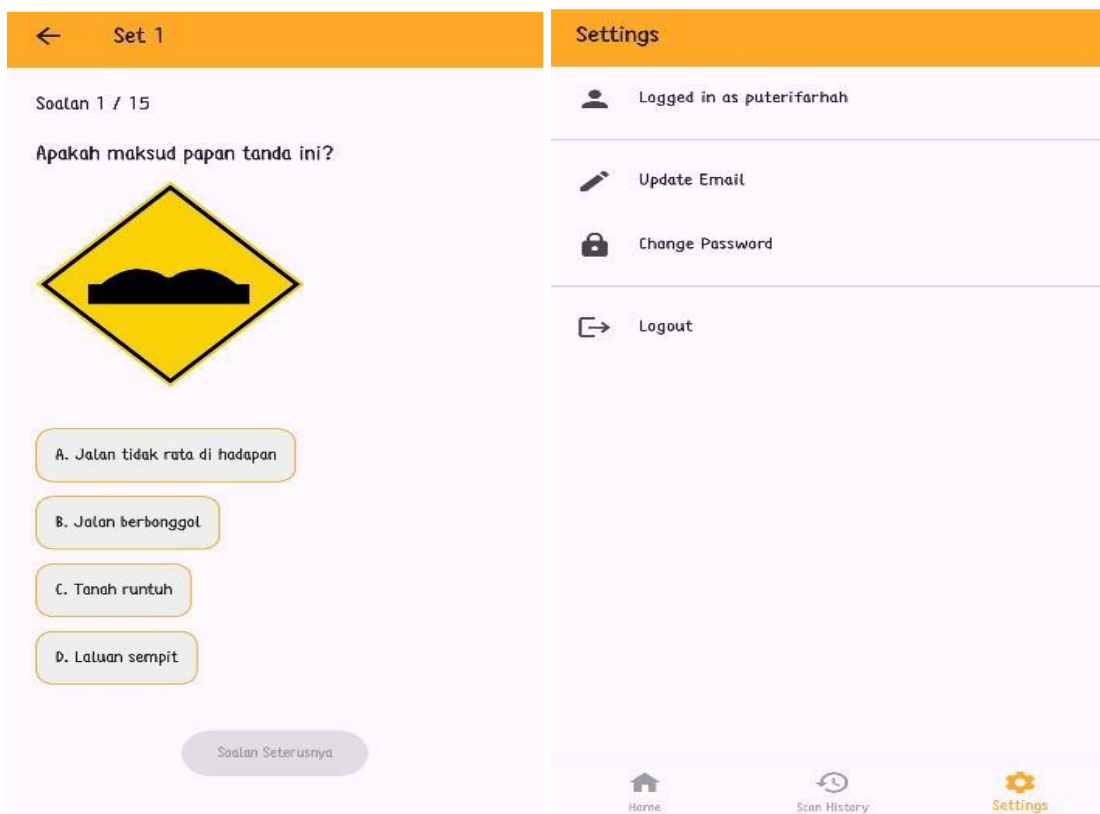 Set 1
Soalan 1 / 15
Apakah maksud papan tanda ini?
A. Jalan tidak rata di hadapan
B. Jalan berbonggol
C. Tanah runtuh
D. Laluan sempit
Soalan Seterusnya
Settings
Logged in as puterifarhah
Update Email
Change Password
Logout
Home
Scan History
Settings